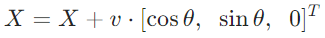 X = X + v · [cos θ, sin θ, 0]^T